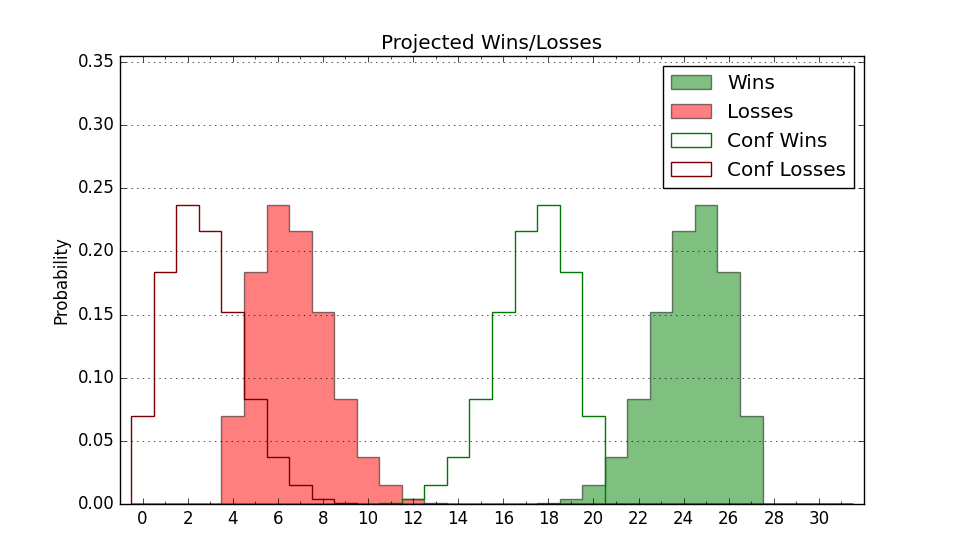 Projected Wins/Losses
0.35
0.30
0.25
0.20
0.15
0.10
0.05
0.00
Probability
Wins
Losses
Conf Wins
Conf Losses
0 2 4 6 8 10 12 14 16 18 20 22 24 26 28 30